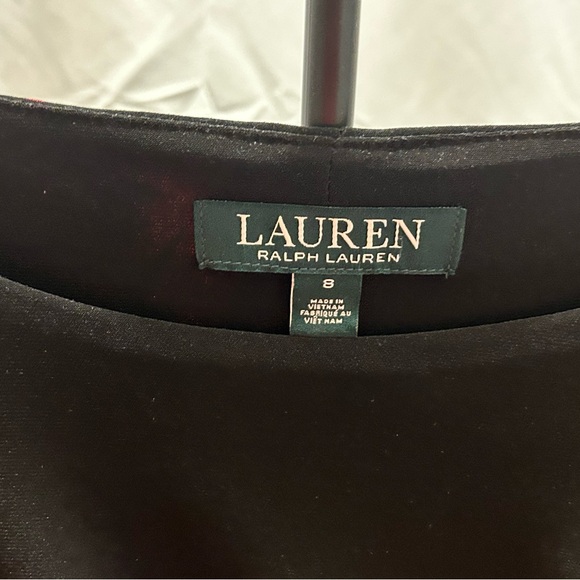 LAUREN
RALPH LAUREN
8
MADE IN
VIETNAM
FABRIQUÉ AU
VIÊT NAM